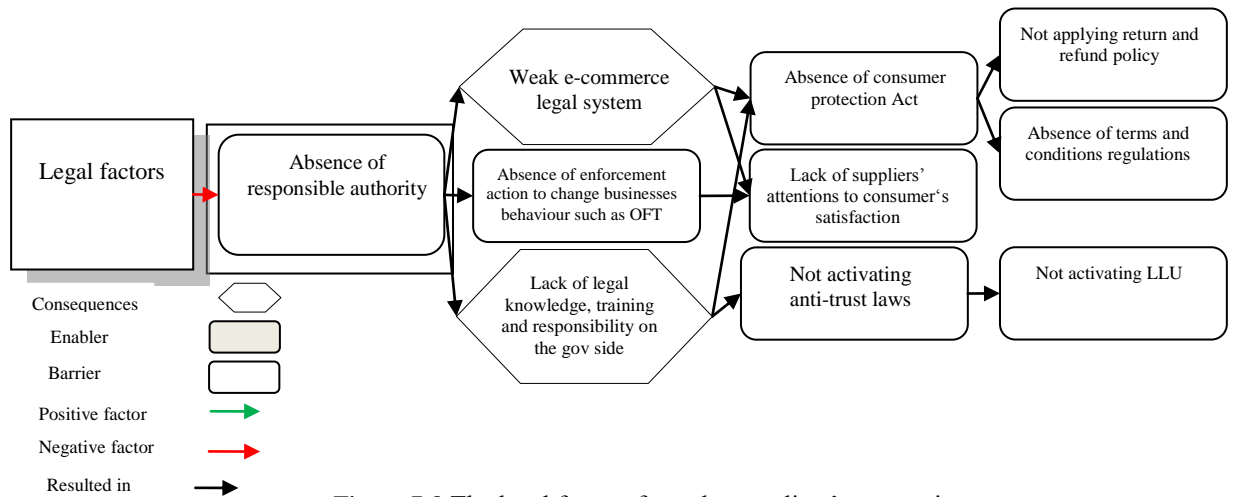 Legal factors
Absence of
responsible authority
Weak e-commerce
legal system
Absence of enforcement
action to change businesses
behaviour such as OFT
Lack of legal
knowledge, training
and responsibility on
the gov side
Absence of consumer
protection Act
Lack of suppliers’
attentions to consumer‘s
satisfaction
Not activating
anti-trust laws
Not applying return and
refund policy
Absence of terms and
conditions regulations
Not activating LLU
Consequences
Enabler
Barrier
Positive factor
Negative factor
Resulted in